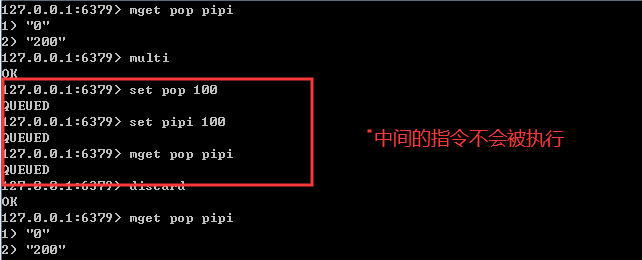 127.0.0.1:6379> mget pop pipi
1) "0"
2) "200"
127.0.0.1:6379> multi
OK
127.0.0.1:6379> set pop 100
QUEUED
127.0.0.1:6379> set pipi 100
QUEUED
127.0.0.1:6379> mget pop pipi
QUEUED
127.0.0.1:6379> discard
OK
127.0.0.1:6379> mget pop pipi
1) "0"
2) "200"
中间的指令不会被执行